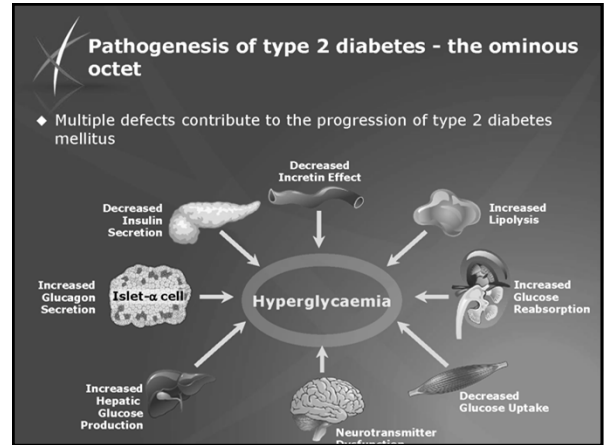 Pathogenesis of type 2 diabetes - the ominous
octet
Multiple defects contribute to the progression of type 2 diabetes
mellitus
Decreased
Incretin Effect
Decreased
Insulin
Secretion
Increased
Lipolysis
Increased
Glucagon
Secretion
Islet-α cell
Hyperglycaemia
Increased
Glucose
Reabsorption
Increased
Hepatic
Glucose
Production
Neurotransmitter
Decreased
Glucose Uptake